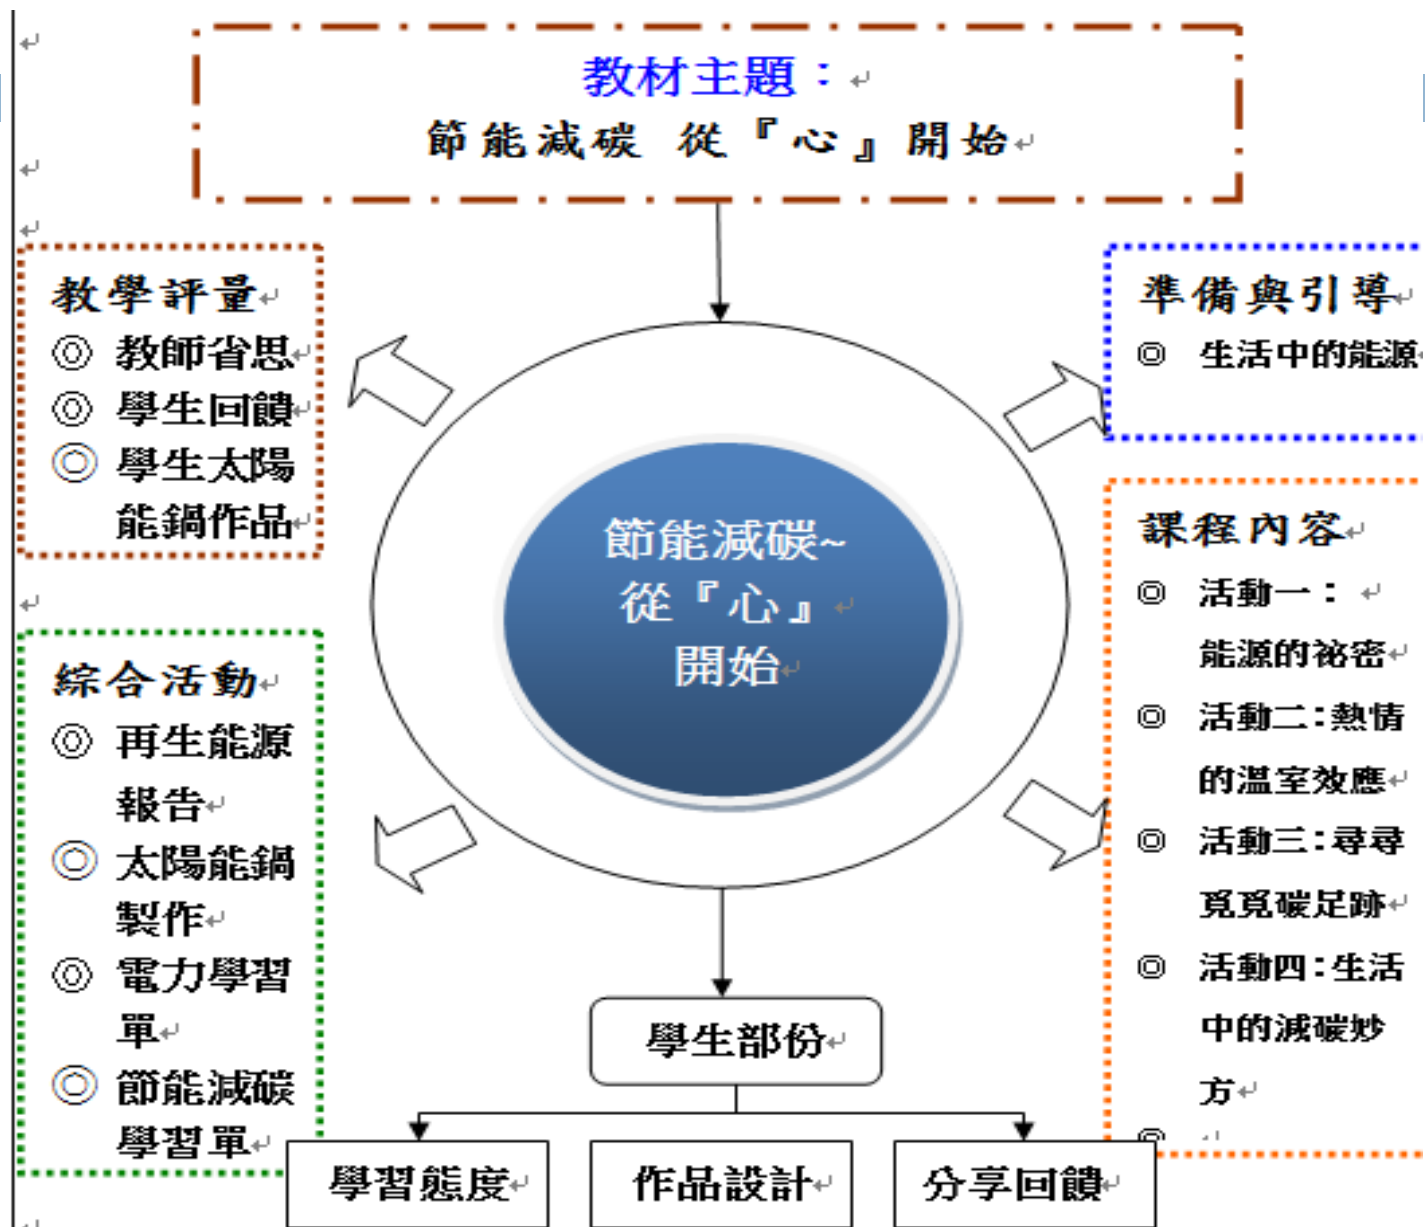 教材主題：
節能減碳 從『心』開始
教學評量
◎ 教師省思
◎ 學生回饋
◎ 學生太陽
能鍋作品
準備與引導
◎ 生活中的能源
節能減碳~
從『心』
開始
綜合活動
◎ 再生能源
報告
◎ 太陽能鍋
製作
◎ 電力學習
單
◎ 節能減碳
學習單
課程內容
◎ 活動一：
能源的祕密
◎ 活動二：熱情
的溫室效應
◎ 活動三：尋尋
覓覓碳足跡
◎ 活動四：生活
中的減碳妙
方
◎
學生部份
學習態度
作品設計
分享回饋